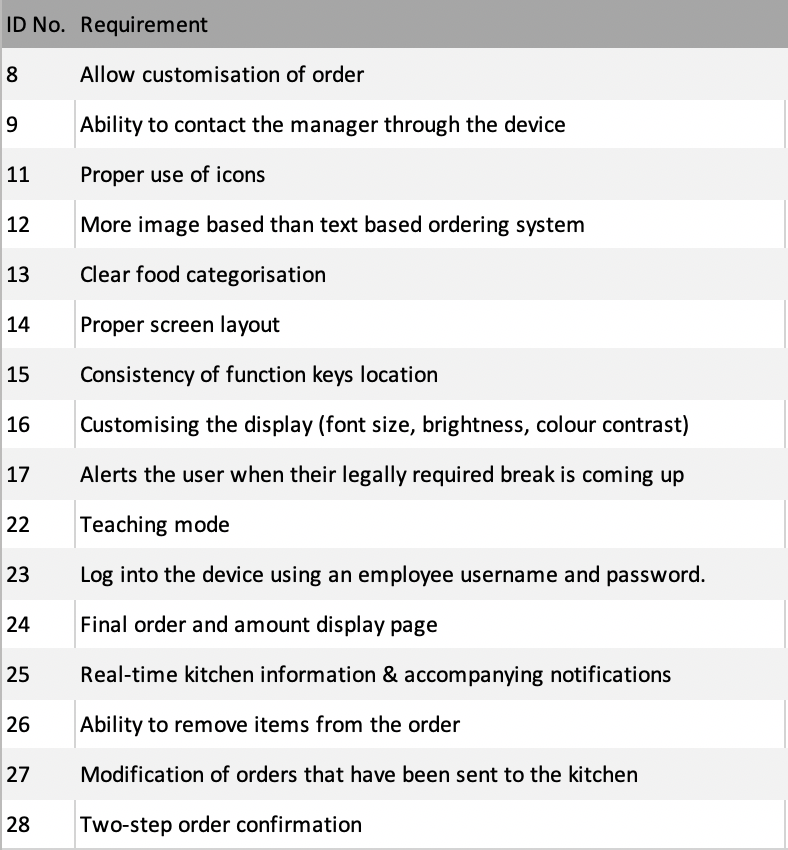 ID No. Requirement
8 Allow customisation of order
9 Ability to contact the manager through the device
11 Proper use of icons
12 More image based than text based ordering system
13 Clear food categorisation
14 Proper screen layout
15 Consistency of function keys location
16 Customising the display (font size, brightness, colour contrast)
17 Alerts the user when their legally required break is coming up
22 Teaching mode
23 Log into the device using an employee username and password.
24 Final order and amount display page
25 Real-time kitchen information & accompanying notifications
26 Ability to remove items from the order
27 Modification of orders that have been sent to the kitchen
28 Two-step order confirmation